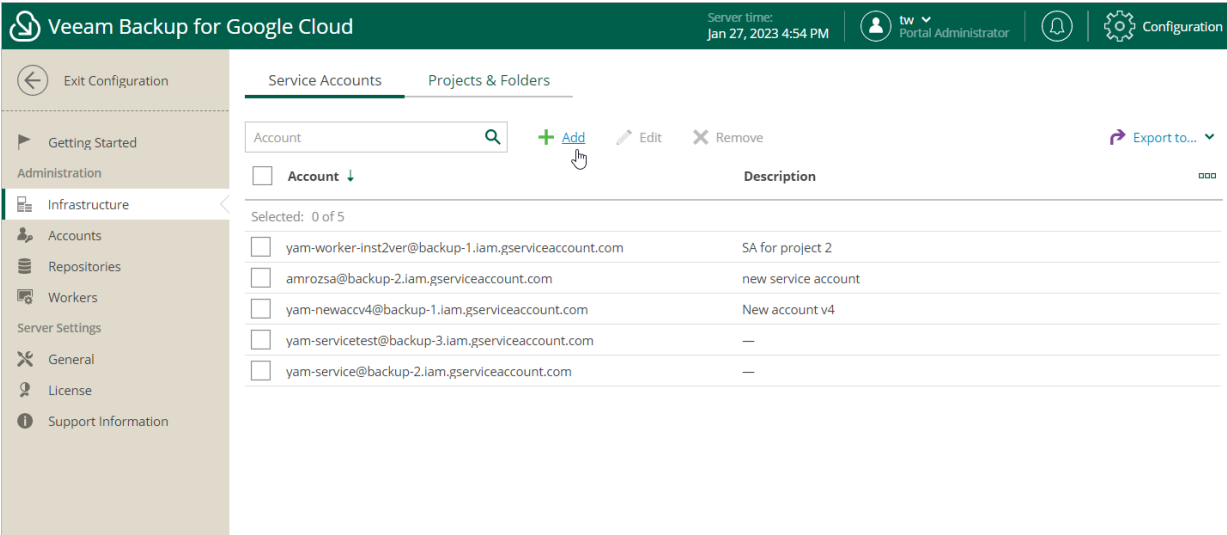 Veeam Backup for Google Cloud
Server time:
Jan 27, 2023 4:54 PM
tw
Portal Administrator
Configuration
Exit Configuration
Getting Started
Administration
Infrastructure
Accounts
Repositories
Workers
Server Settings
General
License
Support Information
Service Accounts Projects & Folders
Account Add Edit Remove Export to...
Account Description
Selected: 0 of 5
yam-worker-inst2ver@backup-1.iam.gserviceaccount.com SA for project 2
amrozsa@backup-2.iam.gserviceaccount.com new service account
yam-newaccv4@backup-1.iam.gserviceaccount.com New account v4
yam-servicetest@backup-3.iam.gserviceaccount.com —
yam-service@backup-2.iam.gserviceaccount.com —